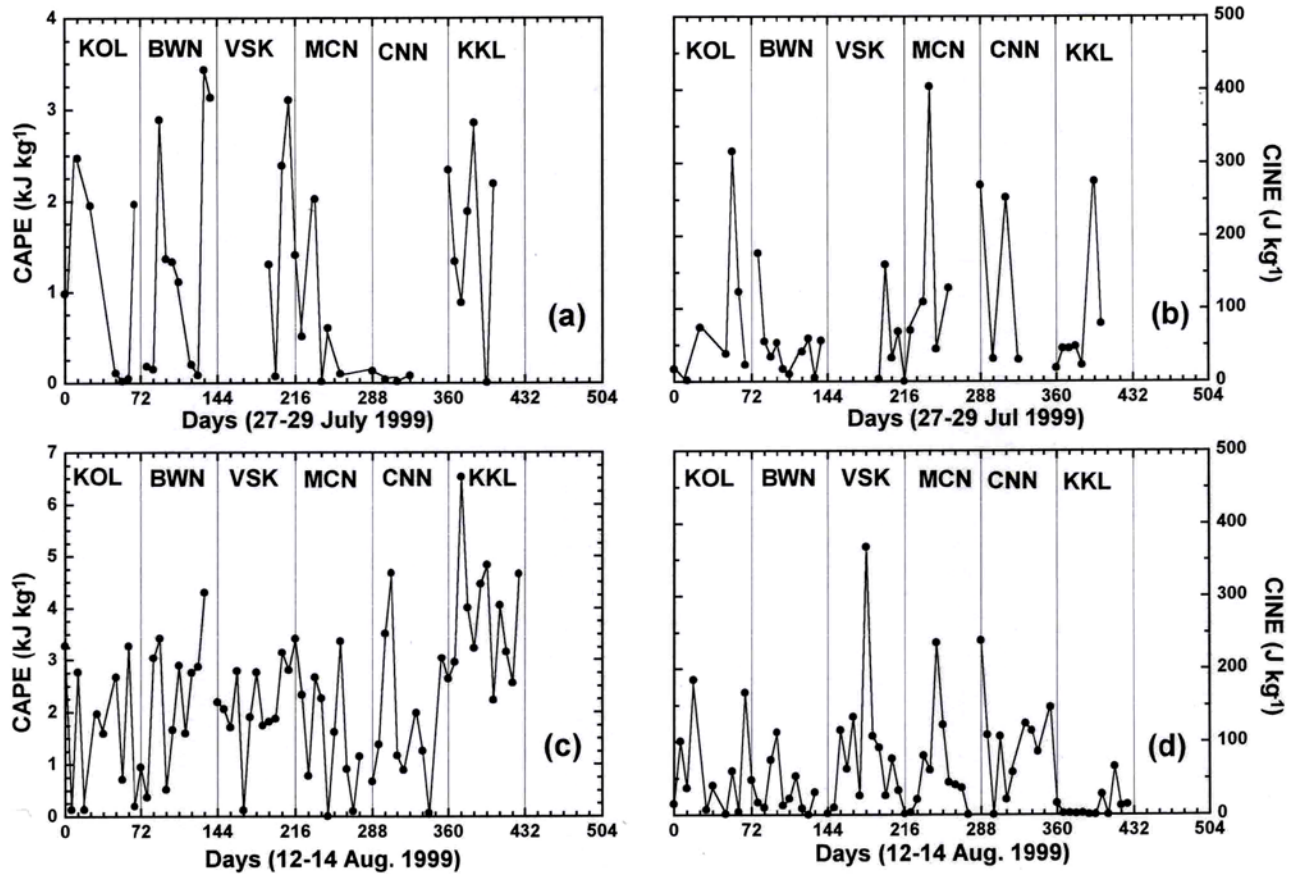 KOL BWN VSK MCN CNN KKL
4
3
2
1
0
CAPE (kJ kg-1)
(a)
0 72 144 216 288 360 432 504
Days (27-29 July 1999)
KOL BWN VSK MCN CNN KKL
500
400
300
200
100
0
CINE (J kg-1)
(b)
0 72 144 216 288 360 432 504
Days (27-29 Jul 1999)
KOL BWN VSK MCN CNN KKL
7
6
5
4
3
2
1
0
CAPE (kJ kg-1)
(c)
0 72 144 216 288 360 432 504
Days (12-14 Aug. 1999)
KOL BWN VSK MCN CNN KKL
500
400
300
200
100
0
CINE (J kg-1)
(d)
0 72 144 216 288 360 432 504
Days (12-14 Aug. 1999)